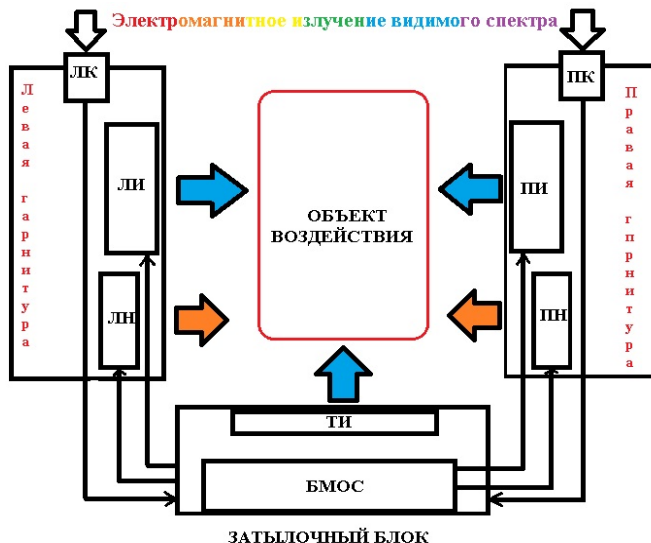 Электромагнитное излучение видимого спектра
ЛК
ПК
Левая гарнитура
Правая гпрнитура
ЛИ
ПИ
ОБЪЕКТ
ВОЗДЕЙСТВИЯ
ЛН
ПН
ТИ
БМОС
ЗАТЫЛОЧНЫЙ БЛОК